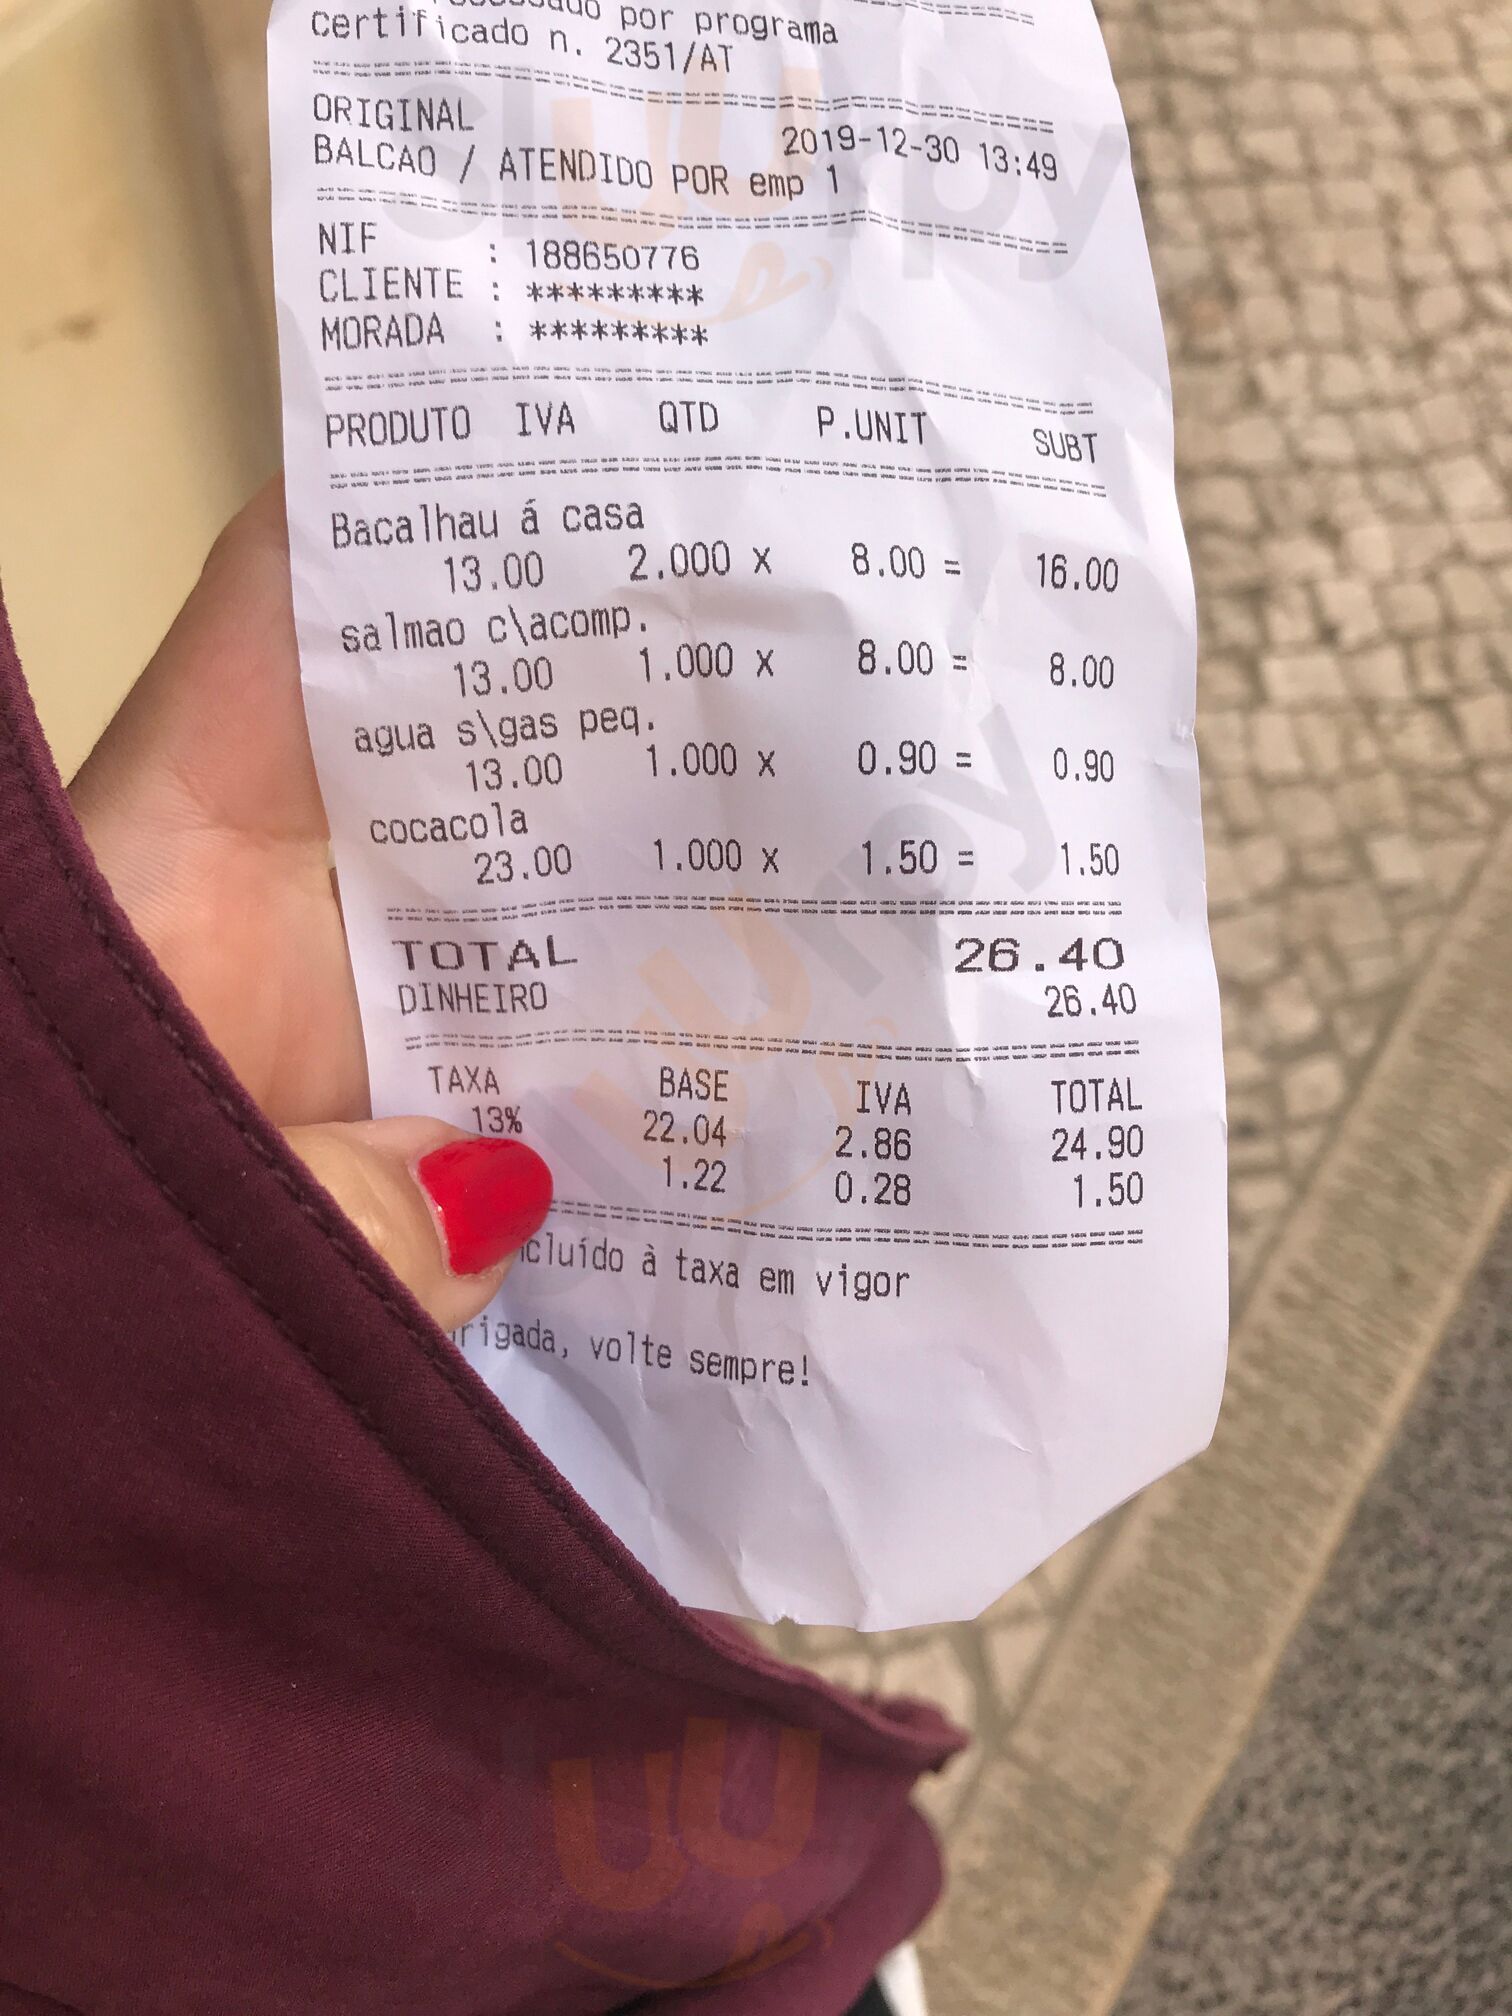 por programa
certificado n. 2351/AT
ORIGINAL
2019-12-30 13:49
BALCAO / ATENDIDO POR emp 1
NIF : 188650776
CLIENTE : *********
MORADA : *********
PRODUTO IVA QTD P.UNIT SUBT
Bacalhau á casa
13.00 2.000 x 8.00 = 16.00
salmao c\acomp.
13.00 1.000 x 8.00 = 8.00
agua s\gas peq.
13.00 1.000 x 0.90 = 0.90
cocacola
23.00 1.000 x 1.50 = 1.50
TOTAL 26.40
DINHEIRO 26.40
TAXA BASE IVA TOTAL
13% 22.04 2.86 24.90
1.22 0.28 1.50
à taxa em vigor
volte sempre!
sluurpy
sluurpy